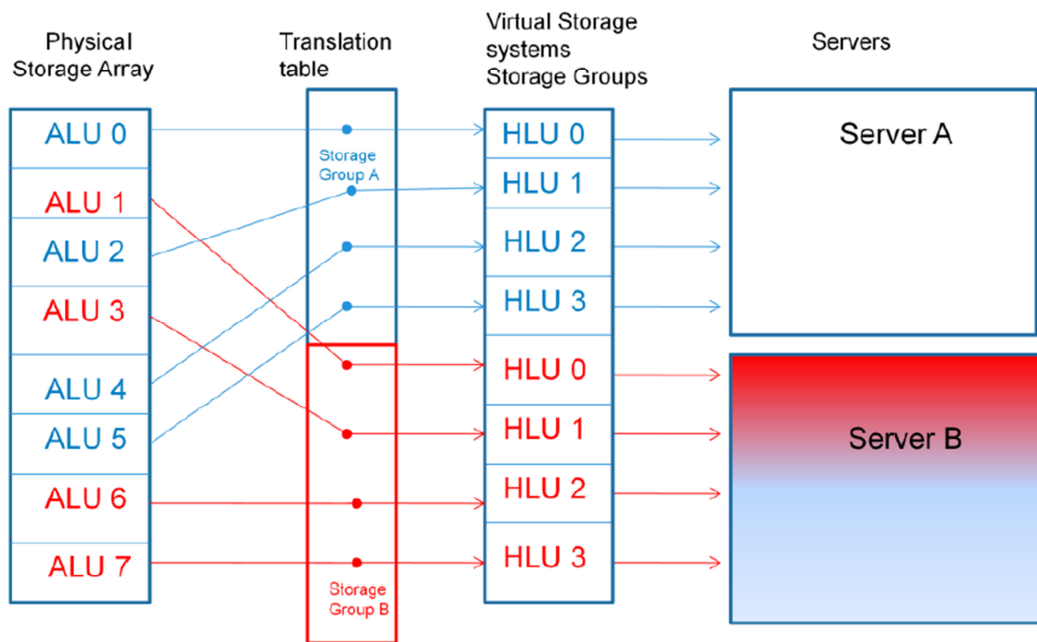 Physical
Storage Array
Translation
table
Virtual Storage
systems
Storage Groups
Servers
ALU 0
ALU 1
ALU 2
ALU 3
ALU 4
ALU 5
ALU 6
ALU 7
Storage
Group A
Storage
Group B
HLU 0
HLU 1
HLU 2
HLU 3
HLU 0
HLU 1
HLU 2
HLU 3
Server A
Server B